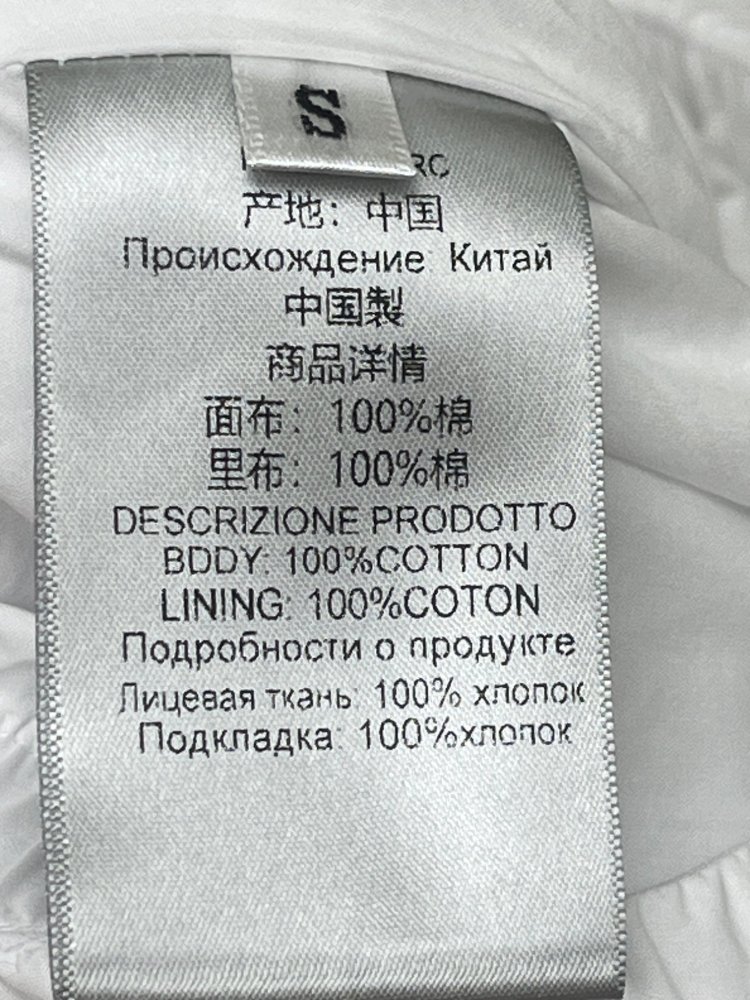 S
产地：中国
Происхождение Китай
中国製
商品详情
面布：100%棉
里布：100%棉
DESCRIZIONE PRODOTTO
BDDY: 100%COTTON
LINING: 100%COTON
Подробности о продукте
Лицевая ткань: 100% хлопок
Подкладка: 100%хлопок